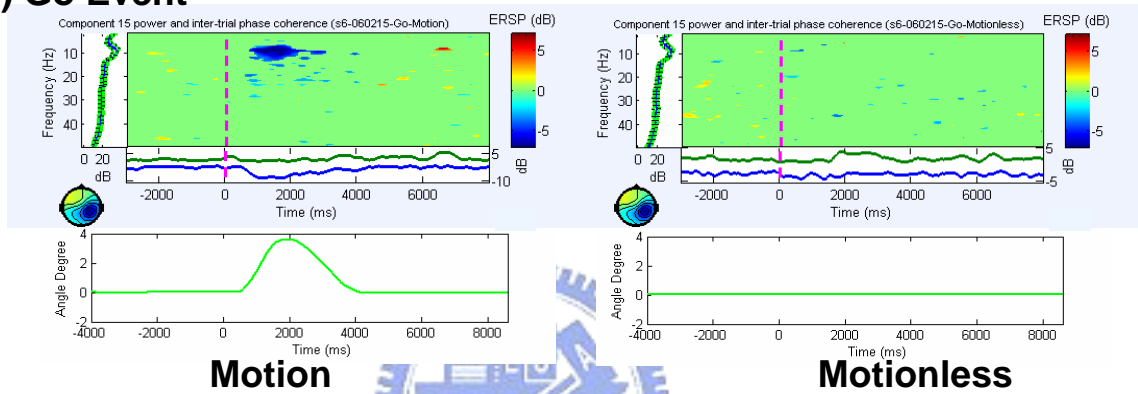 ) Go Event
Component 15 power and inter-trial phase coherence (s6-060215-Go-Motion)
ERSP (dB)
Frequency (Hz)
10
20
30
40
5
0
-5
0 20
dB
5
-10
dB
-2000 0 2000 4000 6000
Time (ms)
Angle Degree
4
2
0
-2
-4000 -2000 0 2000 4000 6000 8000
Time (ms)
Motion
Component 15 power and inter-trial phase coherence (s6-060215-Go-Motionless)
ERSP (dB)
Frequency (Hz)
10
20
30
40
5
0
-5
0 20
dB
5
-5
dB
-2000 0 2000 4000 6000
Time (ms)
Angle Degree
4
2
0
-2
-4000 -2000 0 2000 4000 6000 8000
Time (ms)
Motionless